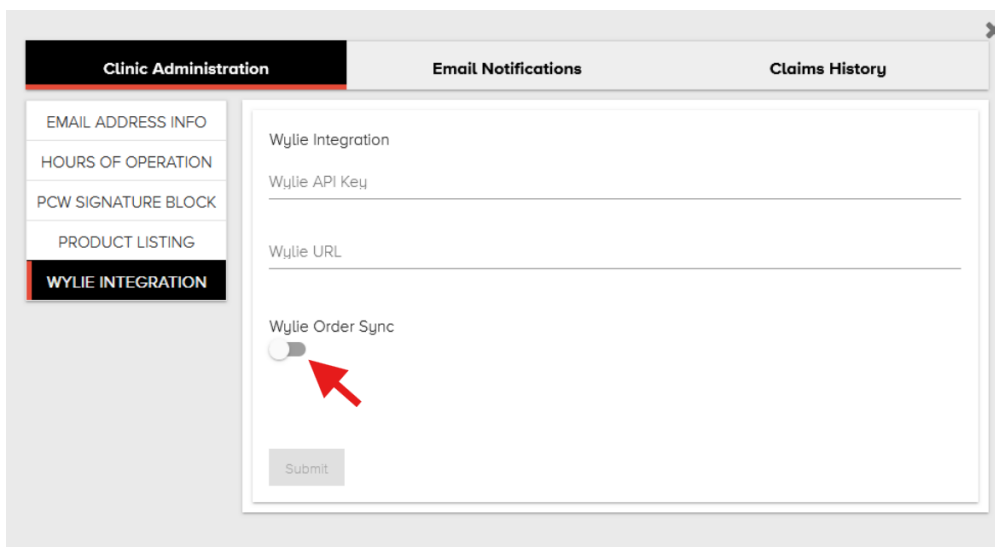 Clinic Administration
Email Notifications
Claims History
EMAIL ADDRESS INFO
HOURS OF OPERATION
PCW SIGNATURE BLOCK
PRODUCT LISTING
WYLIE INTEGRATION
Wylie Integration
Wylie API Key
Wylie URL
Wylie Order Sync
Submit